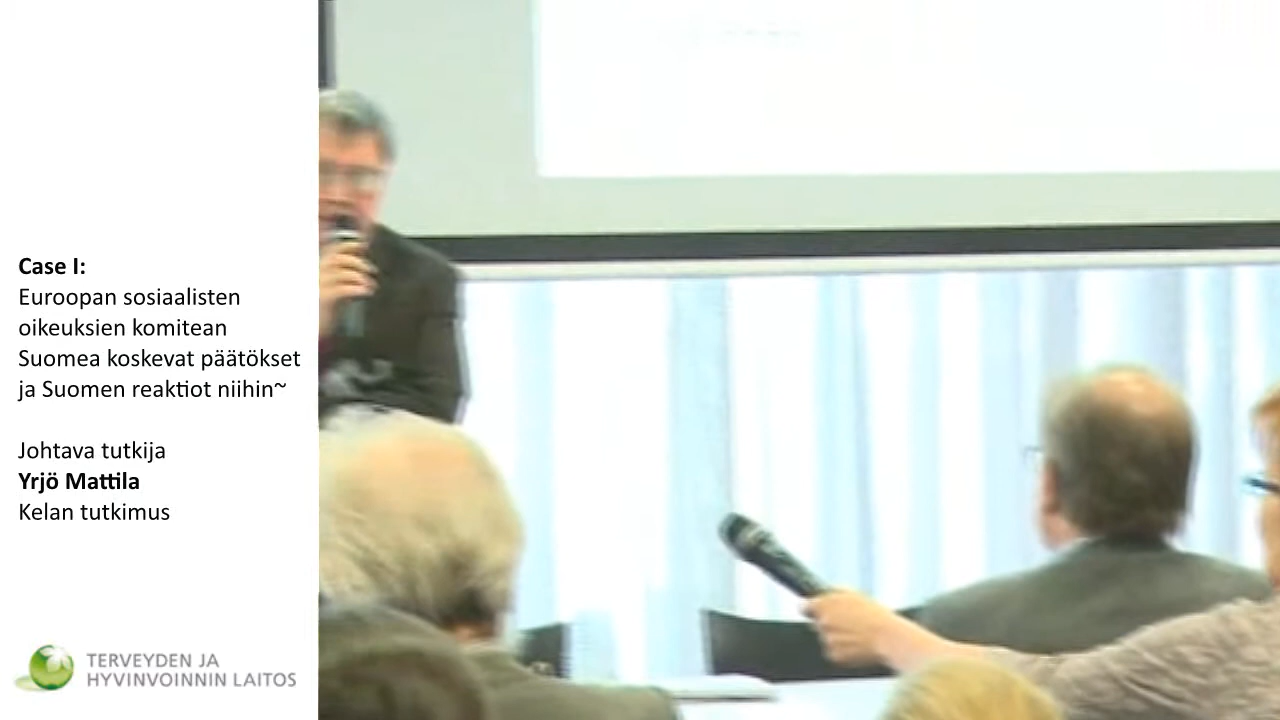 Case I:
Euroopan sosiaalisten
oikeuksien komitean
Suomea koskevat päätökset
ja Suomen reaktiot niihin~
Johtava tutkija
Yrjö Mattila
Kelan tutkimus
TERVEYDEN JA
HYVINVOINNIN LAITOS